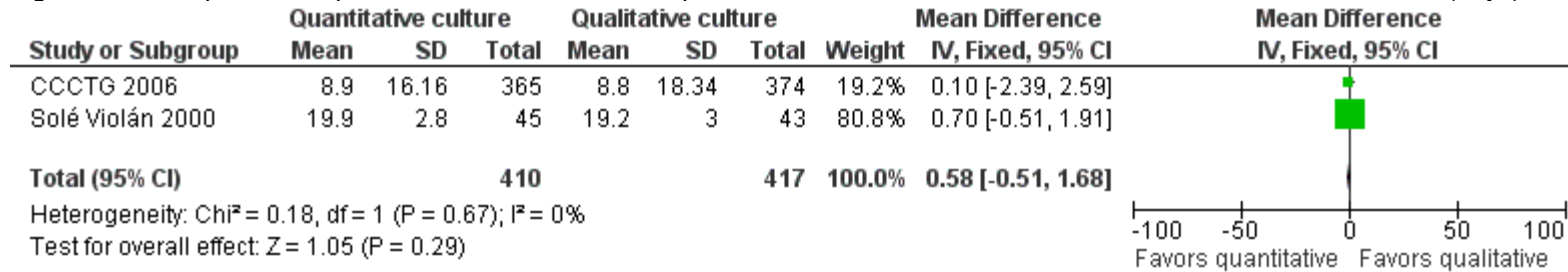 Quantitative culture Qualitative culture Mean Difference Mean Difference
Study or Subgroup Mean SD Total Mean SD Total Weight IV, Fixed, 95% CI IV, Fixed, 95% CI
CCCTG 2006 8.9 16.16 365 8.8 18.34 374 19.2% 0.10 [-2.39, 2.59]
Solé Violán 2000 19.9 2.8 45 19.2 3 43 80.8% 0.70 [-0.51, 1.91]
Total (95% CI) 410 417 100.0% 0.58 [-0.51, 1.68]
Heterogeneity: Chi² = 0.18, df = 1 (P = 0.67); I² = 0%
Test for overall effect: Z = 1.05 (P = 0.29)
-100 -50 0 50 100
Favors quantitative Favors qualitative